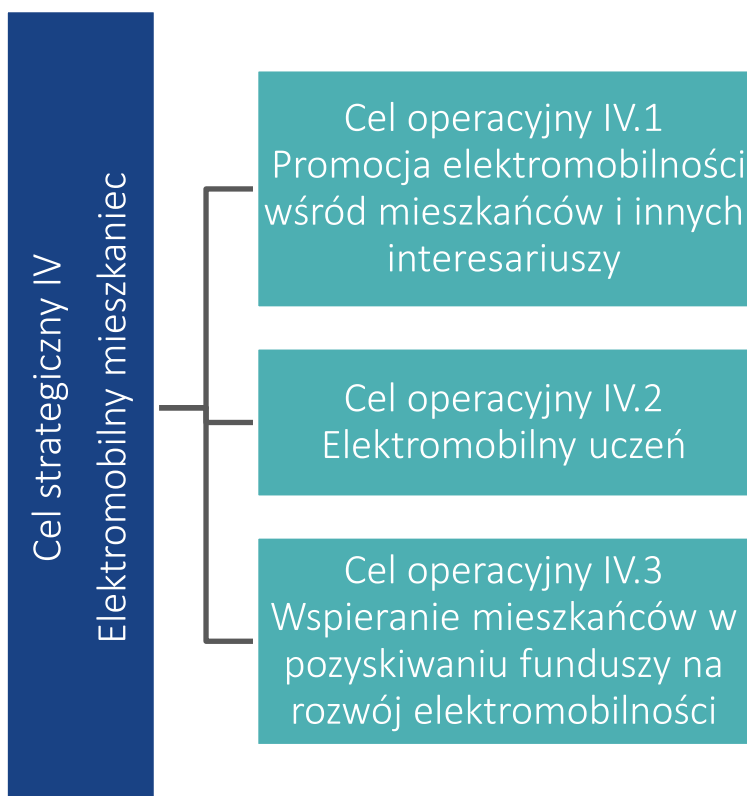 Cel strategiczny IV
Elektromobilny mieszkaniec
Cel operacyjny IV.1
Promocja elektromobilności
wśród mieszkańców i innych
interesariuszy
Cel operacyjny IV.2
Elektromobilny uczeń
Cel operacyjny IV.3
Wspieranie mieszkańców w
pozyskiwaniu funduszy na
rozwój elektromobilności